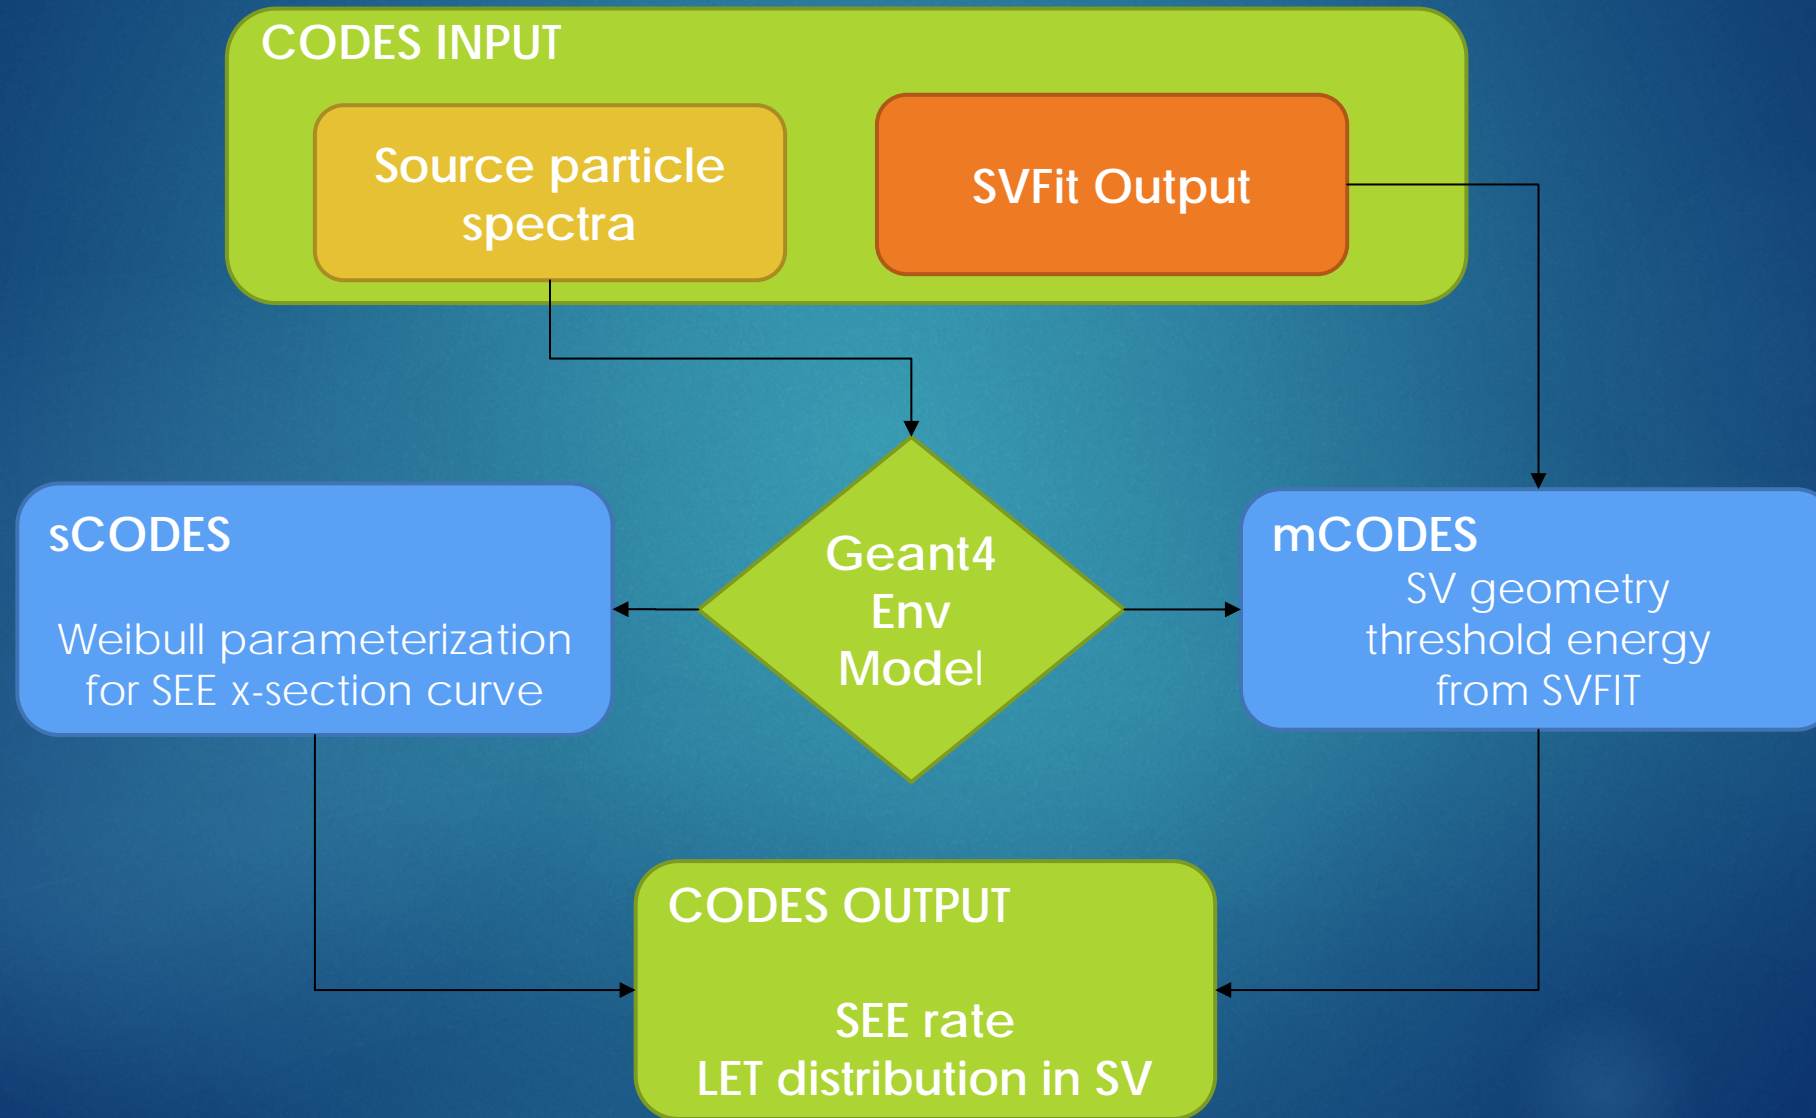 CODES INPUT
Source particle
spectra
SVFit Output
sCODES
Weibull parameterization
for SEE x-section curve
Geant4
Env
Model
mCODES
SV geometry
threshold energy
from SVFIT
CODES OUTPUT
SEE rate
LET distribution in SV